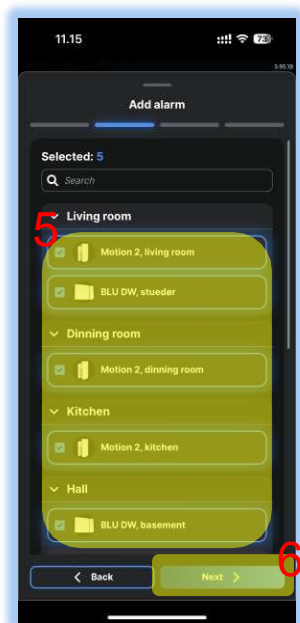 11.15
73
3.95.19
Add alarm
Selected: 5
Search
Living room
5
Motion 2, living room
BLU DW, stuedør
Dinning room
Motion 2, dinning room
Kitchen
Motion 2, kitchen
Hall
BLU DW, basement
6
Back
Next